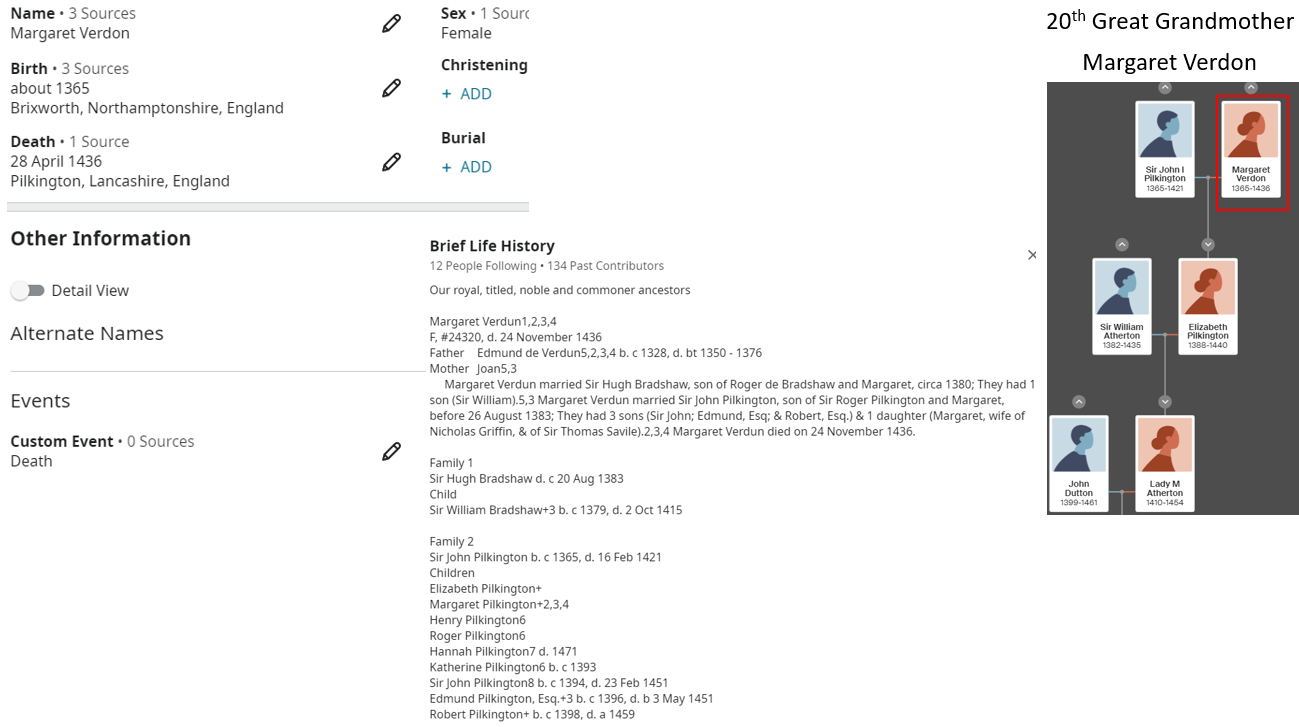 Name • 3 Sources
Margaret Verdon
Birth • 3 Sources
about 1365
Brixworth, Northamptonshire, England
Death • 1 Source
28 April 1436
Pilkington, Lancashire, England
Sex • 1 Sourc
Female
Christening
+ ADD
Burial
+ ADD
Other Information
Detail View
Alternate Names
Events
Custom Event • 0 Sources
Death
Brief Life History
12 People Following • 134 Past Contributors
Our royal, titled, noble and commoner ancestors
Margaret Verdun1,2,3,4
F, #24320, d. 24 November 1436
Father Edmund de Verdun5,2,3,4 b. c 1328, d. bt 1350 - 1376
Mother Joan5,3
Margaret Verdun married Sir Hugh Bradshaw, son of Roger de Bradshaw and Margaret, circa 1380; They had 1
son (Sir William).5,3 Margaret Verdun married Sir John Pilkington, son of Sir Roger Pilkington and Margaret,
before 26 August 1383; They had 3 sons (Sir John; Edmund, Esq; & Robert, Esq.) & 1 daughter (Margaret, wife of
Nicholas Griffin, & of Sir Thomas Savile).2,3,4 Margaret Verdun died on 24 November 1436.
Family 1
Sir Hugh Bradshaw d. c 20 Aug 1383
Child
Sir William Bradshaw+3 b. c 1379, d. 2 Oct 1415
Family 2
Sir John Pilkington b. c 1365, d. 16 Feb 1421
Children
Elizabeth Pilkington+
Margaret Pilkington+2,3,4
Henry Pilkington6
Roger Pilkington6
Hannah Pilkington7 d. 1471
Katherine Pilkington6 b. c 1393
Sir John Pilkington8 b. c 1394, d. 23 Feb 1451
Edmund Pilkington, Esq.+3 b. c 1396, d. b 3 May 1451
Robert Pilkington+ b. c 1398, d. a 1459
20th Great Grandmother
Margaret Verdon
Sir John I
Pilkington
1365-1421
Margaret
Verdon
1365-1436
Sir William
Atherton
1382-1435
Elizabeth
Pilkington
1388-1440
John
Dutton
1399-1461
Lady M
Atherton
1410-1454